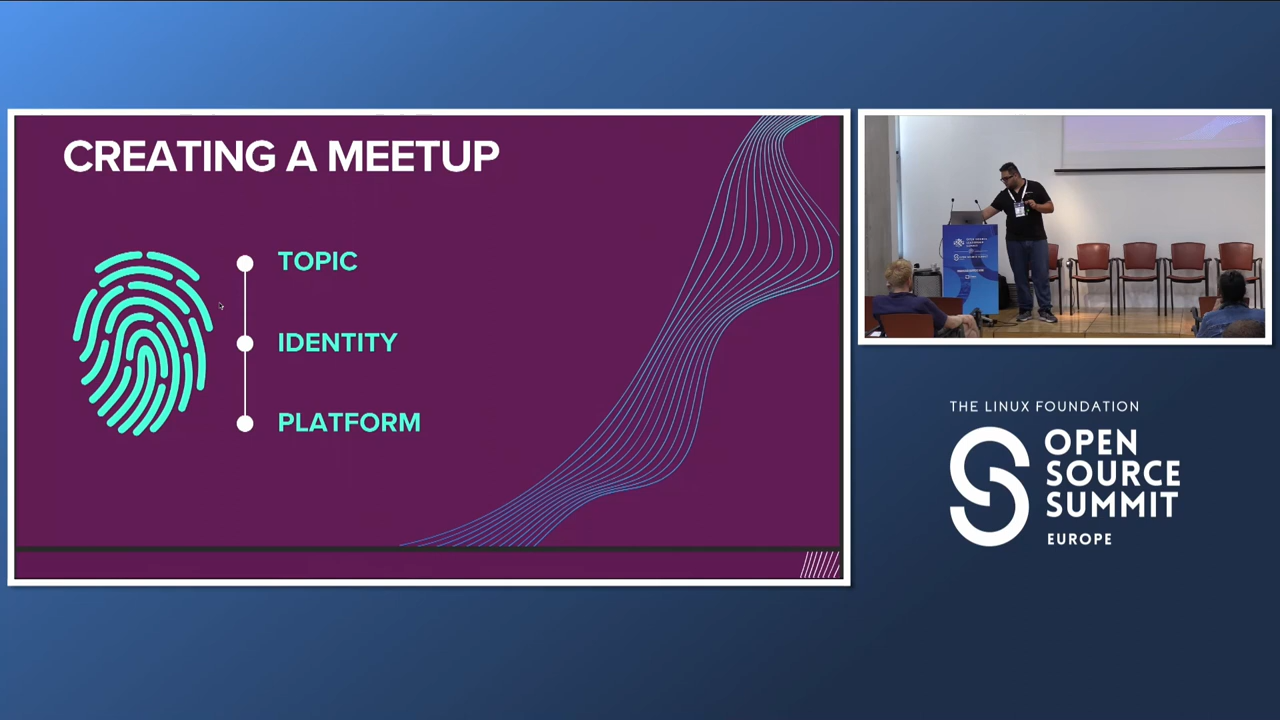 CREATING A MEETUP
TOPIC
IDENTITY
PLATFORM
THE LINUX FOUNDATION
OPEN
SOURCE
SUMMIT
EUROPE